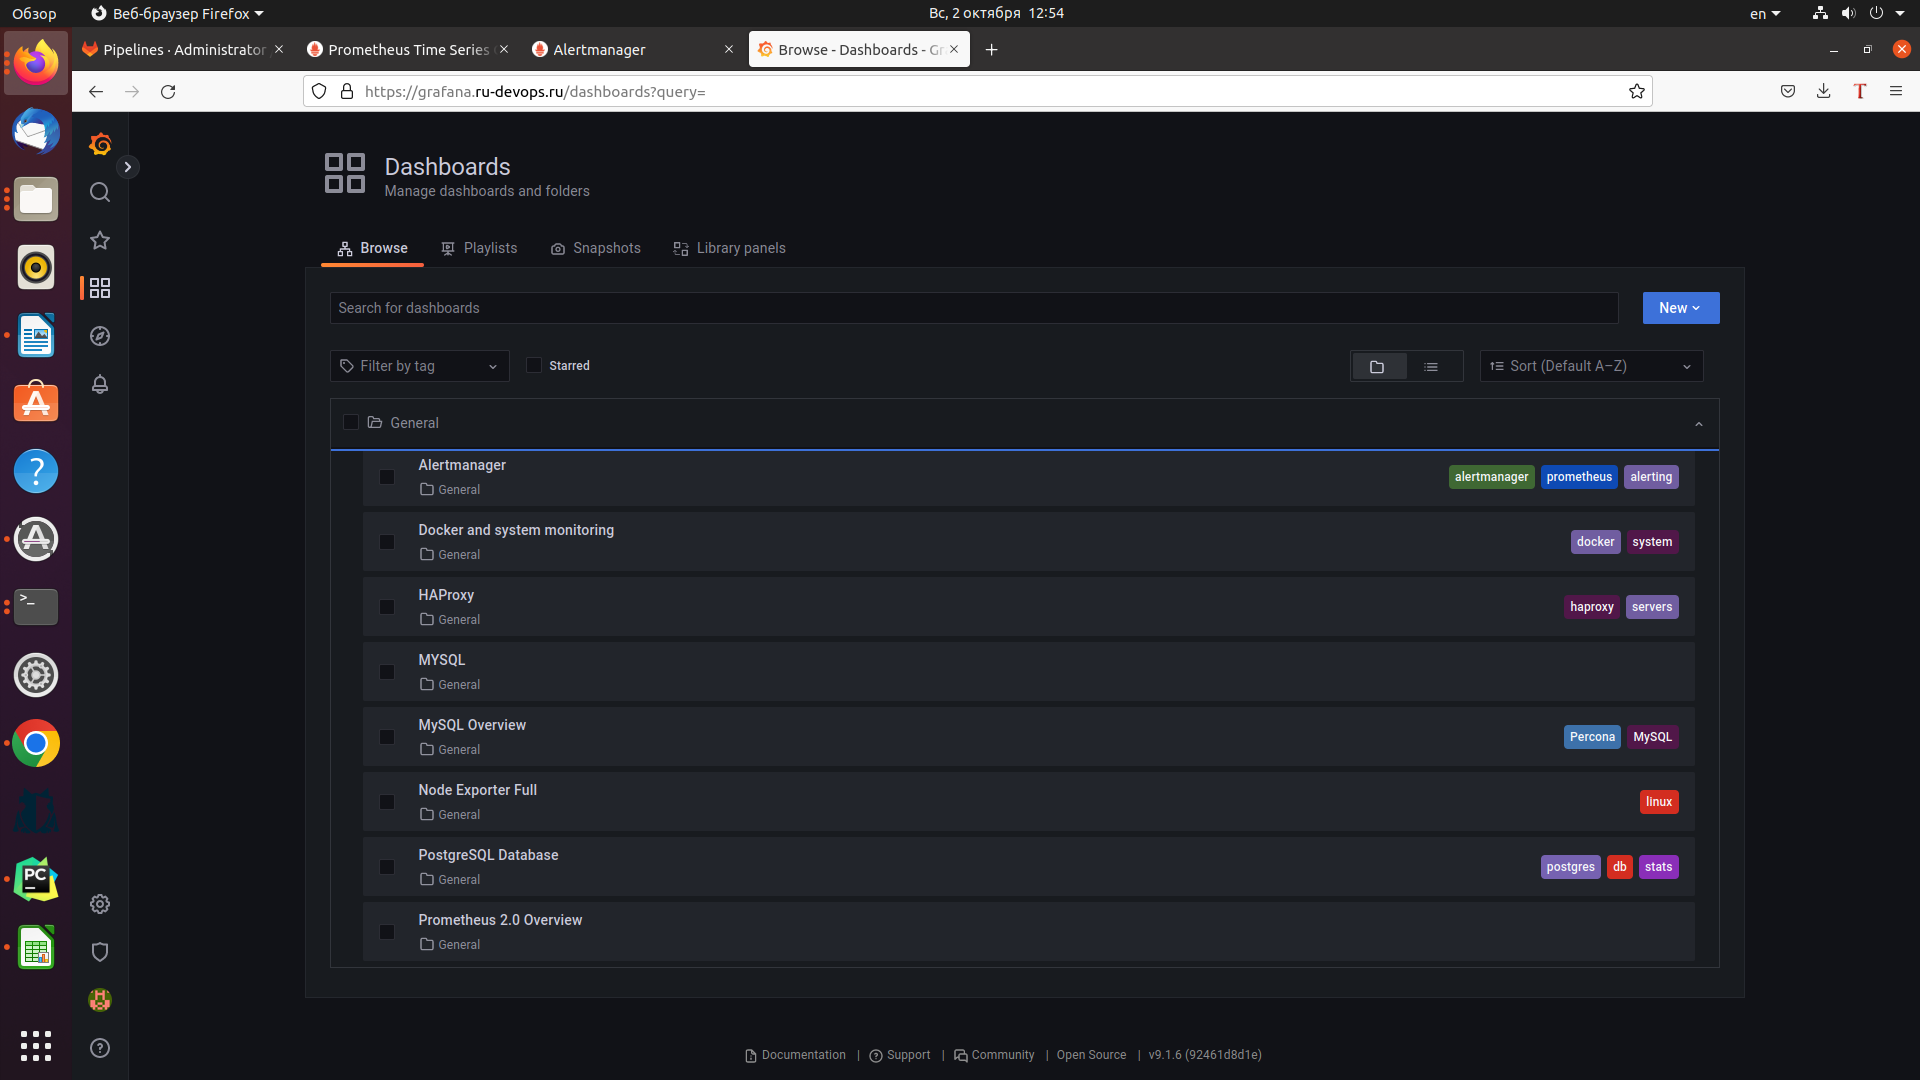 Обзор Веб-браузер Firefox Вс, 2 октября 12:54 en
Pipelines · Administrator Prometheus Time Series Alertmanager Browse - Dashboards - Gr
https://grafana.ru-devops.ru/dashboards?query=
Dashboards
Manage dashboards and folders
Browse Playlists Snapshots Library panels
Search for dashboards New
Filter by tag Starred Sort (Default A–Z)
General
Alertmanager
General
alertmanager prometheus alerting
Docker and system monitoring
General
docker system
HAProxy
General
haproxy servers
MYSQL
General
MySQL Overview
General
Percona MySQL
Node Exporter Full
General
linux
PostgreSQL Database
General
postgres db stats
Prometheus 2.0 Overview
General
Documentation | Support | Community | Open Source | v9.1.6 (92461d8d1e)